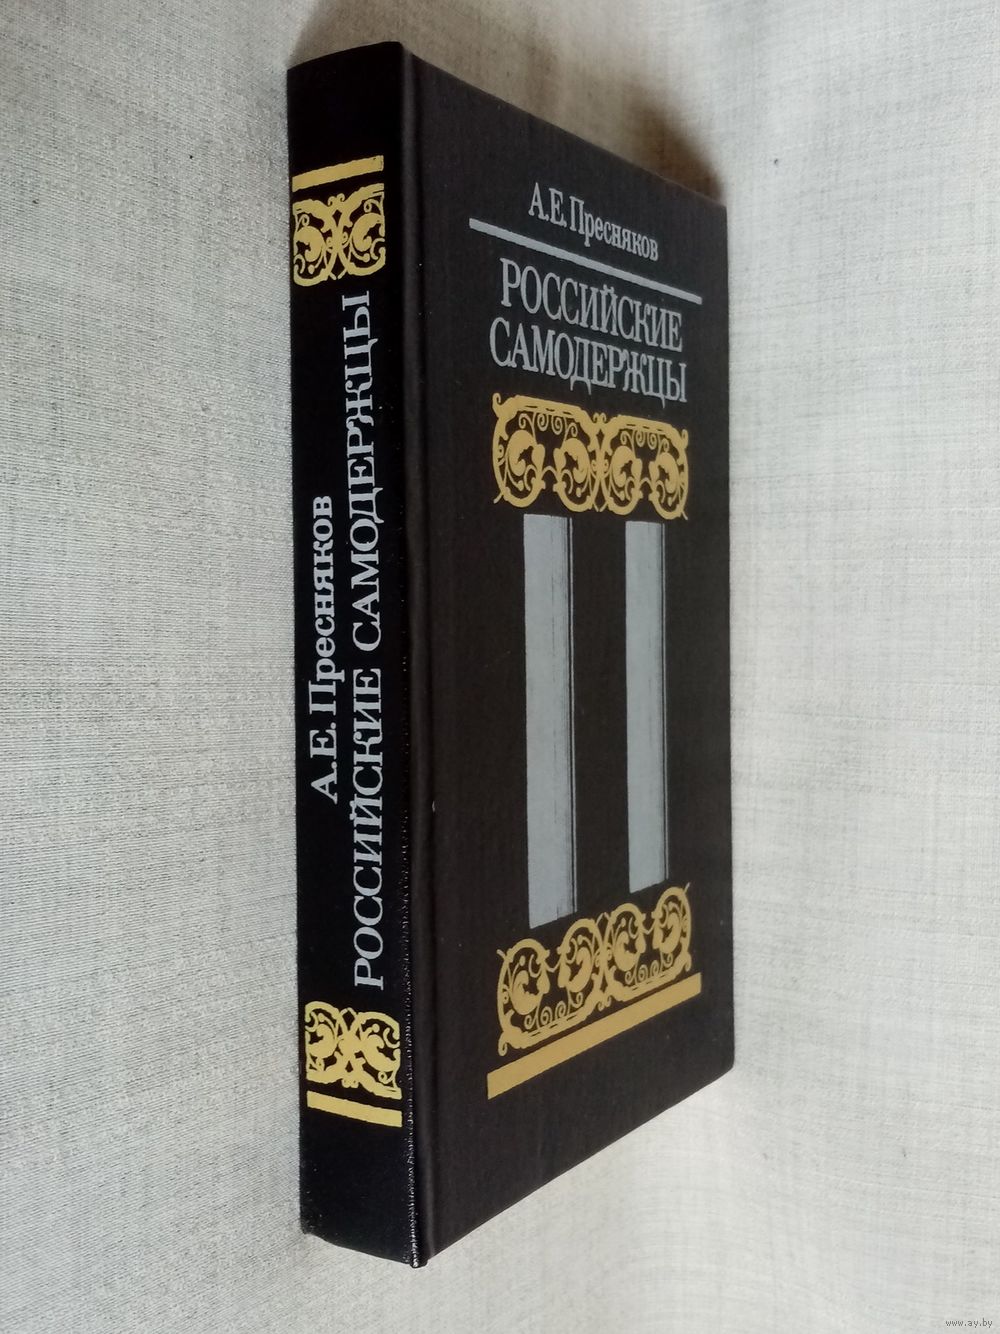 А.Е. Пресняков
РОССИЙСКИЕ САМОДЕРЖЦЫ
А.Е. Пресняков
РОССИЙСКИЕ
САМОДЕРЖЦЫ
www.ay.by